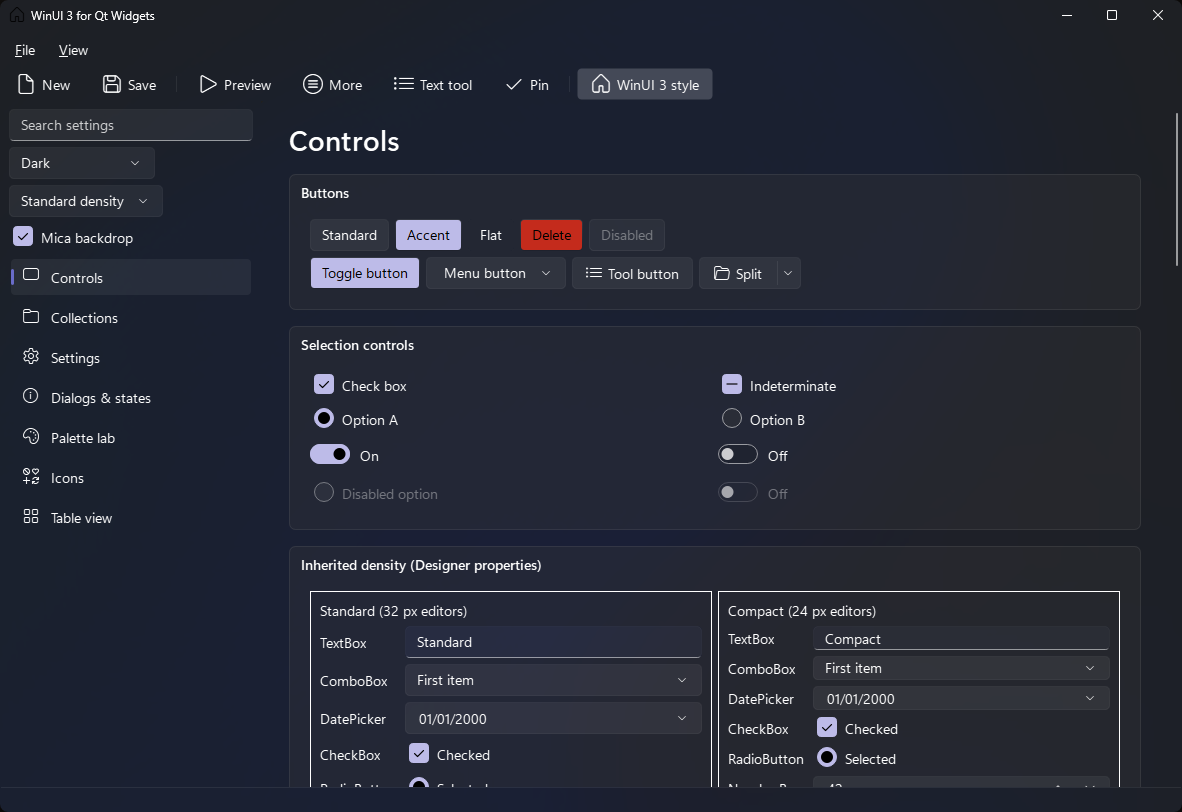 WinUI 3 for Qt Widgets
File View
New Save Preview More Text tool Pin WinUI 3 style
Search settings
Dark
Standard density
Mica backdrop
Controls
Collections
Settings
Dialogs & states
Palette lab
Icons
Table view
Controls
Buttons
Standard Accent Flat Delete Disabled
Toggle button Menu button Tool button Split
Selection controls
Check box Indeterminate
Option A Option B
On Off
Disabled option Off
Inherited density (Designer properties)
Standard (32 px editors)
TextBox Standard
ComboBox First item
DatePicker 01/01/2000
CheckBox Checked
Compact (24 px editors)
TextBox Compact
ComboBox First item
DatePicker 01/01/2000
CheckBox Checked
RadioButton Selected